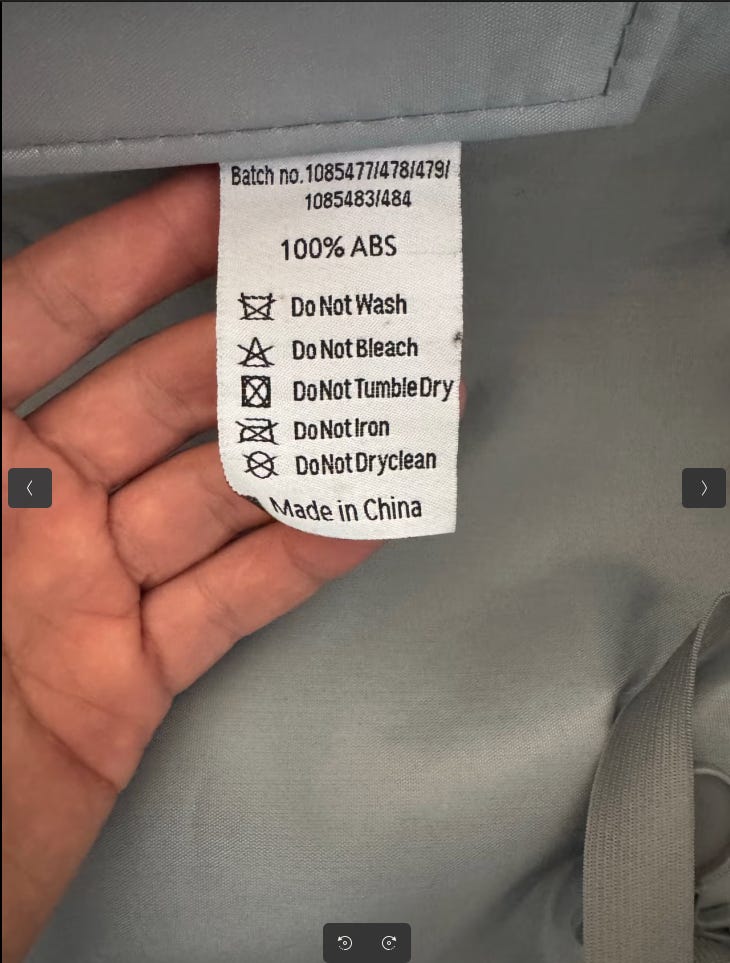 Batch no.1085477/478/479/
1085483/484
100% ABS
Do Not Wash
Do Not Bleach
Do Not Tumble Dry
Do Not Iron
Do Not Dryclean
Made in China